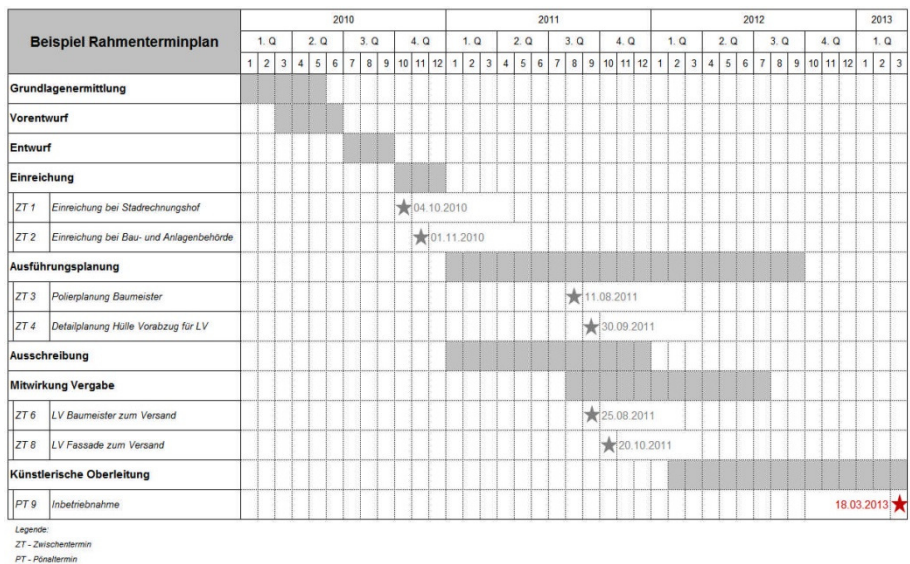 Beispiel Rahmenterminplan
2010 2011 2012 2013
1. Q 2. Q 3. Q 4. Q 1. Q 2. Q 3. Q 4. Q 1. Q 2. Q 3. Q 4. Q 1. Q
1 2 3 4 5 6 7 8 9 10 11 12 1 2 3 4 5 6 7 8 9 10 11 12 1 2 3 4 5 6 7 8 9 10 11 12 1 2 3
Grundlagenermittlung
Vorentwurf
Entwurf
Einreichung
ZT 1 Einreichung bei Stadrechnungshof 04.10.2010
ZT 2 Einreichung bei Bau- und Anlagenbehörde 01.11.2010
Ausführungsplanung
ZT 3 Polierplanung Baumeister 11.08.2011
ZT 4 Detailplanung Hülle Vorabzug für LV 30.09.2011
Ausschreibung
Mitwirkung Vergabe
ZT 6 LV Baumeister zum Versand 25.08.2011
ZT 8 LV Fassade zum Versand 20.10.2011
Künstlerische Oberleitung
PT 9 Inbetriebnahme 18.03.2013
Legende:
ZT - Zwischentermin
PT - Pönaltermin